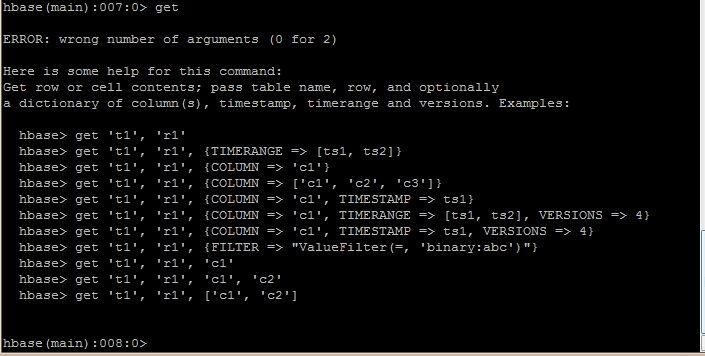 hbase(main):007:0> get
ERROR: wrong number of arguments (0 for 2)
Here is some help for this command:
Get row or cell contents; pass table name, row, and optionally
a dictionary of column(s), timestamp, timerange and versions. Examples:
hbase> get 't1', 'r1'
hbase> get 't1', 'r1', {TIMERANGE => [ts1, ts2]}
hbase> get 't1', 'r1', {COLUMN => 'c1'}
hbase> get 't1', 'r1', {COLUMN => ['c1', 'c2', 'c3']}
hbase> get 't1', 'r1', {COLUMN => 'c1', TIMESTAMP => ts1}
hbase> get 't1', 'r1', {COLUMN => 'c1', TIMERANGE => [ts1, ts2], VERSIONS => 4}
hbase> get 't1', 'r1', {COLUMN => 'c1', TIMESTAMP => ts1, VERSIONS => 4}
hbase> get 't1', 'r1', {FILTER => "ValueFilter(=, 'binary:abc')"}
hbase> get 't1', 'r1', 'c1'
hbase> get 't1', 'r1', 'c1', 'c2'
hbase> get 't1', 'r1', ['c1', 'c2']
hbase(main):008:0>